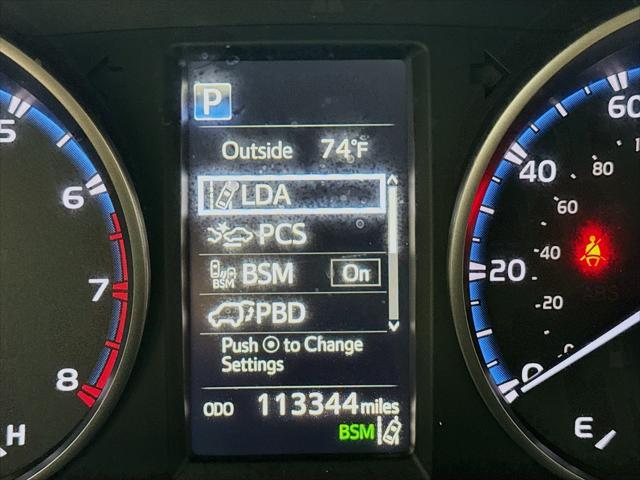 P
Outside 74°F
LDA
PCS
BSM BSM On
PBD
Push ⊙ to Change
Settings
ODO 113344 miles
BSM
5
6
7
8
H
60
40
20
0
80
60
40
20
0
E